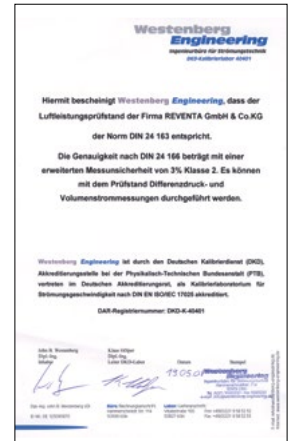 Westenberg
Engineering
Ingenieurbüro für Strömungstechnik
DKD-Kalibrierlabor 40401
Hiermit bescheinigt Westenberg Engineering, dass der
Luftleistungsprüfstand der Firma REVENTA GmbH & Co.KG
der Norm DIN 24 163 entspricht.
Die Genauigkeit nach DIN 24 166 beträgt mit einer
erweiterten Messunsicherheit von 3% Klasse 2. Es können
mit dem Prüfstand Differenzdruck- und
Volumenstrommessungen durchgeführt werden.
Westenberg Engineering ist durch den Deutschen Kalibrierdienst (DKD),
Akkreditierungsstelle bei der Physikalisch-Technischen Bundesanstalt (PTB),
vertreten im Deutschen Akkreditierungsrat, als Kalibrierlaboratorium für
Strömungsgeschwindigkeit nach DIN EN ISO/IEC 17025 akkreditiert.
DAR-Registriernummer: DKD-K-40401
Dipl.-Ing.
Inhaber
Dipl.-Ing.
Leiter DKD-Labor
Datum
Stempel
Westenberg
Engineering